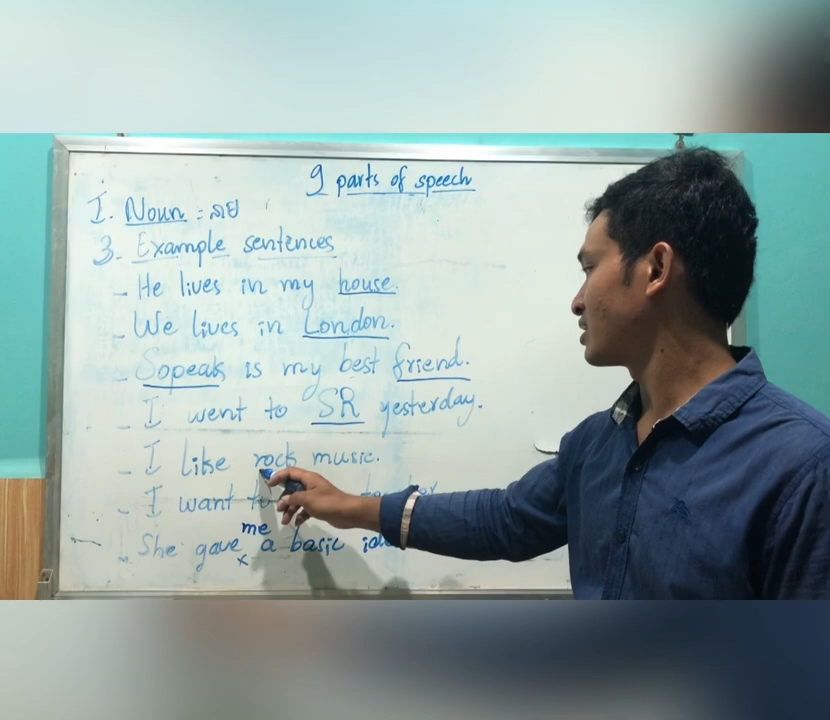 9 parts of speech
I. Noun : នាម
3. Example sentences
- He lives in my house.
- We lives in London.
- Sopeak is my best friend.
- I went to SR yesterday.
- I like rock music.
- I want to
me
- She gave x a basic